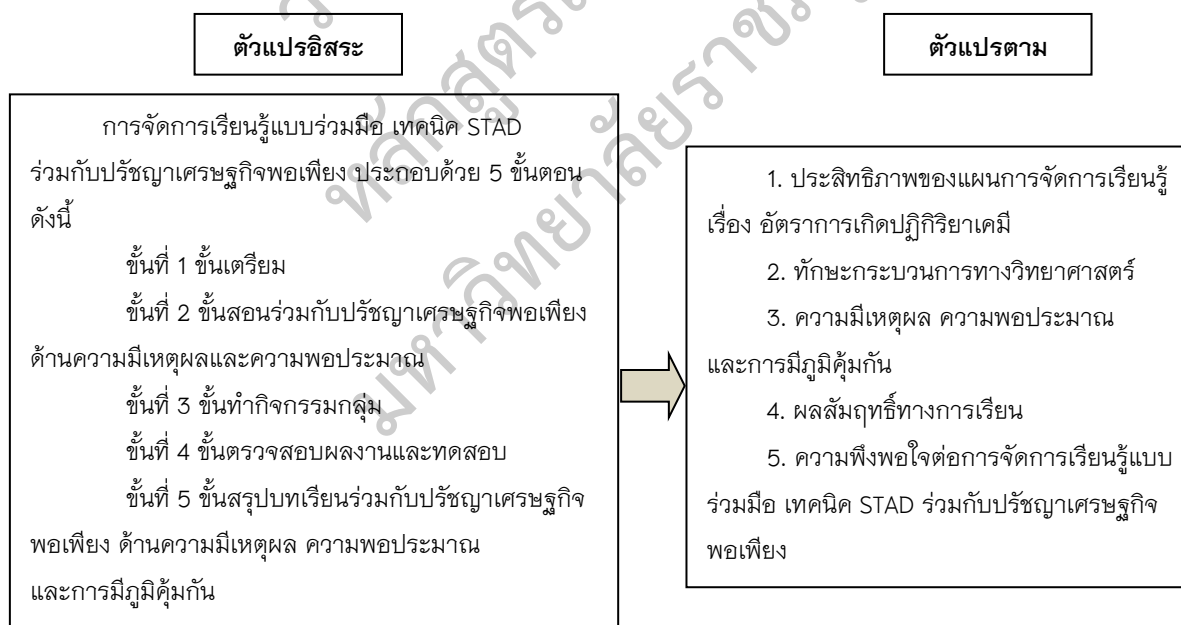 ตัวแปรอิสระ
การจัดการเรียนรู้แบบร่วมมือ เทคนิค STAD
ร่วมกับปรัชญาเศรษฐกิจพอเพียง ประกอบด้วย 5 ขั้นตอน
ดังนี้
ขั้นที่ 1 ขั้นเตรียม
ขั้นที่ 2 ขั้นสอนร่วมกับปรัชญาเศรษฐกิจพอเพียง
ด้านความมีเหตุผลและความพอประมาณ
ขั้นที่ 3 ขั้นทำกิจกรรมกลุ่ม
ขั้นที่ 4 ขั้นตรวจสอบผลงานและทดสอบ
ขั้นที่ 5 ขั้นสรุปบทเรียนร่วมกับปรัชญาเศรษฐกิจ
พอเพียง ด้านความมีเหตุผล ความพอประมาณ
และการมีภูมิคุ้มกัน
ตัวแปรตาม
1. ประสิทธิภาพของแผนการจัดการเรียนรู้
เรื่อง อัตราการเกิดปฏิกิริยาเคมี
2. ทักษะกระบวนการทางวิทยาศาสตร์
3. ความมีเหตุผล ความพอประมาณ
และการมีภูมิคุ้มกัน
4. ผลสัมฤทธิ์ทางการเรียน
5. ความพึงพอใจต่อการจัดการเรียนรู้แบบ
ร่วมมือ เทคนิค STAD ร่วมกับปรัชญาเศรษฐกิจ
พอเพียง
หลักสูตร
มหาวิทยาลัยราช